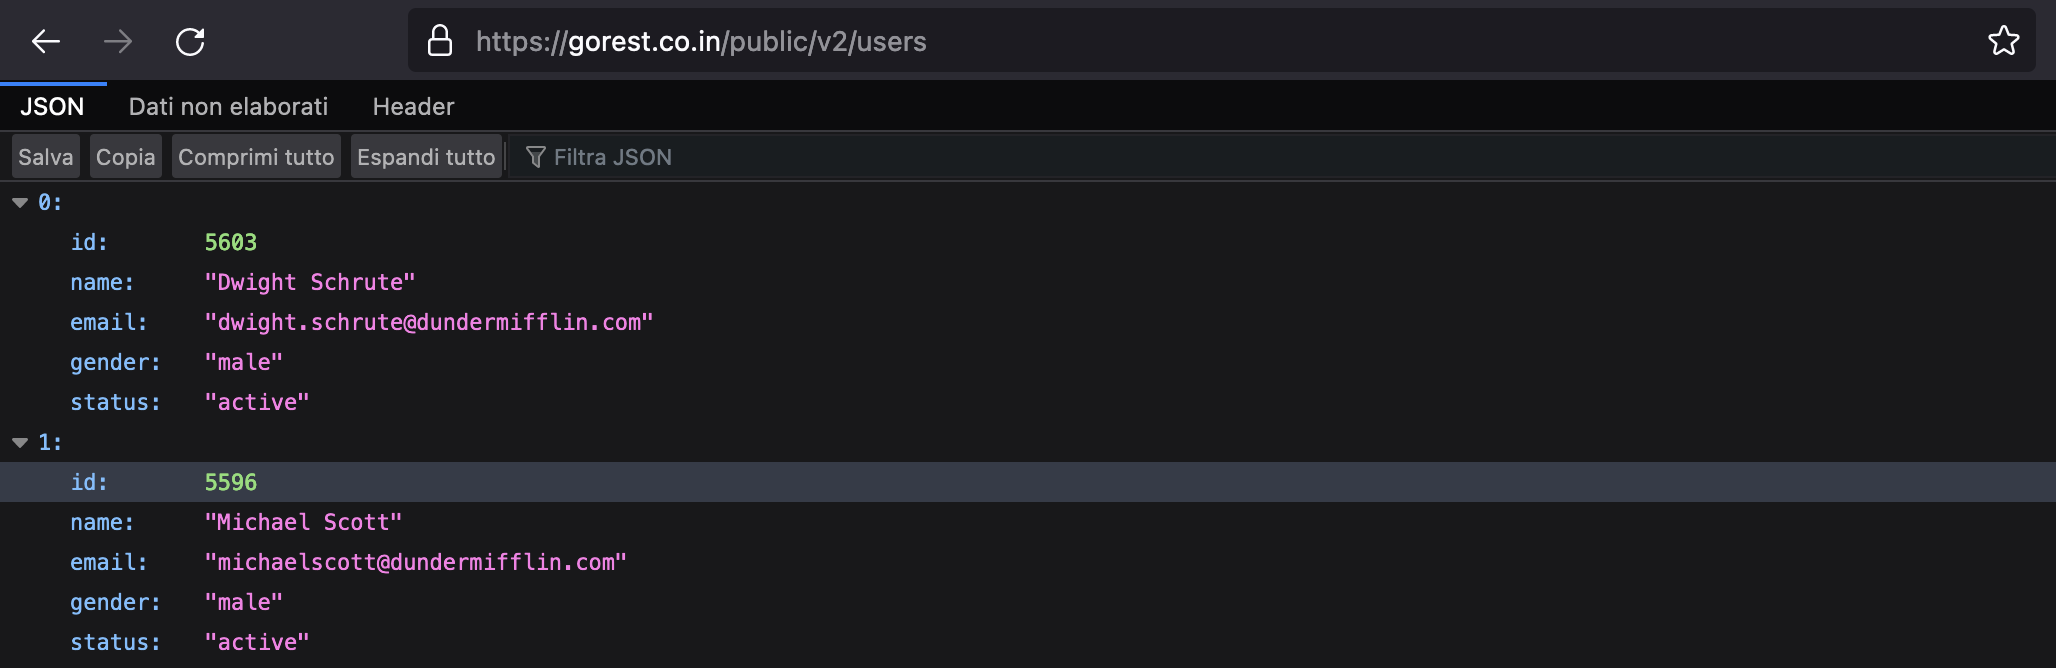 https://gorest.co.in/public/v2/users
JSON Dati non elaborati Header
Salva Copia Comprimi tutto Espandi tutto Filtra JSON
0:
id: 5603
name: "Dwight Schrute"
email: "dwight.schrute@dundermifflin.com"
gender: "male"
status: "active"
1:
id: 5596
name: "Michael Scott"
email: "michaelscott@dundermifflin.com"
gender: "male"
status: "active"